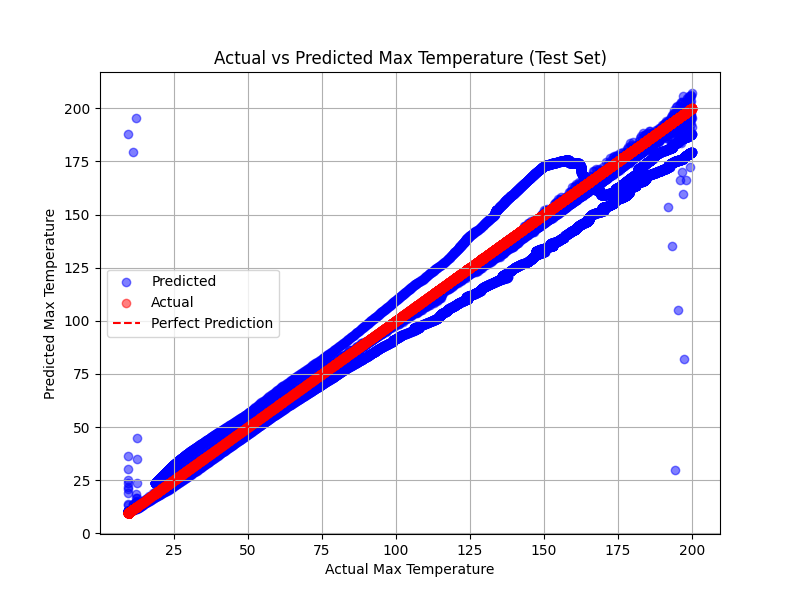 Actual vs Predicted Max Temperature (Test Set)
Predicted Max Temperature
200
175
150
125
100
75
50
25
0
Predicted
Actual
Perfect Prediction
25 50 75 100 125 150 175 200
Actual Max Temperature